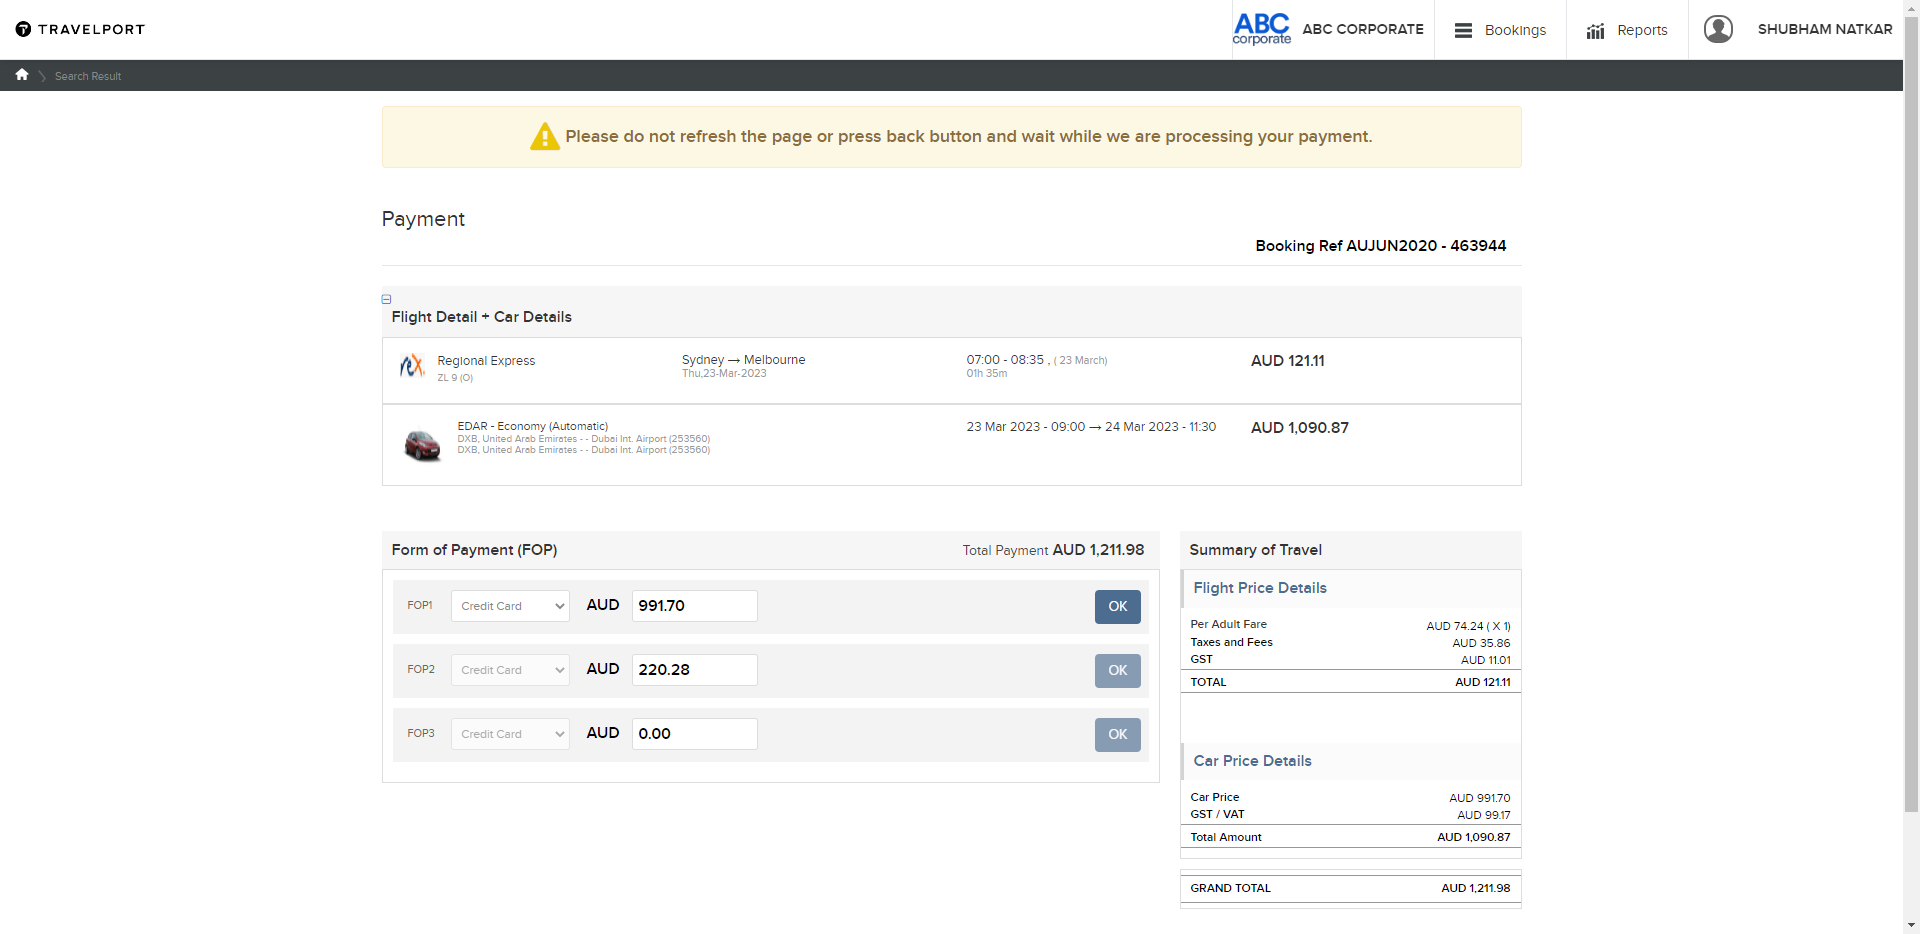 TRAVELPORT
ABC corporate
ABC CORPORATE
Bookings
Reports
SHUBHAM NATKAR
Search Result
Please do not refresh the page or press back button and wait while we are processing your payment.
Payment
Booking Ref AUJUN2020 - 463944
Flight Detail + Car Details
rex Regional Express Sydney → Melbourne 07:00 - 08:35 , ( 23 March) AUD 121.11
ZL 9 (O) Thu,23-Mar-2023 01h 35m
EDAR - Economy (Automatic) 23 Mar 2023 - 09:00 → 24 Mar 2023 - 11:30 AUD 1,090.87
DXB, United Arab Emirates - - Dubai Int. Airport (253560)
DXB, United Arab Emirates - - Dubai Int. Airport (253560)
Form of Payment (FOP) Total Payment AUD 1,211.98
FOP1 Credit Card AUD 991.70 OK
FOP2 Credit Card AUD 220.28 OK
FOP3 Credit Card AUD 0.00 OK
Summary of Travel
Flight Price Details
Per Adult Fare AUD 74.24 ( X 1)
Taxes and Fees AUD 35.86
GST AUD 11.01
TOTAL AUD 121.11
Car Price Details
Car Price AUD 991.70
GST / VAT AUD 99.17
Total Amount AUD 1,090.87
GRAND TOTAL AUD 1,211.98